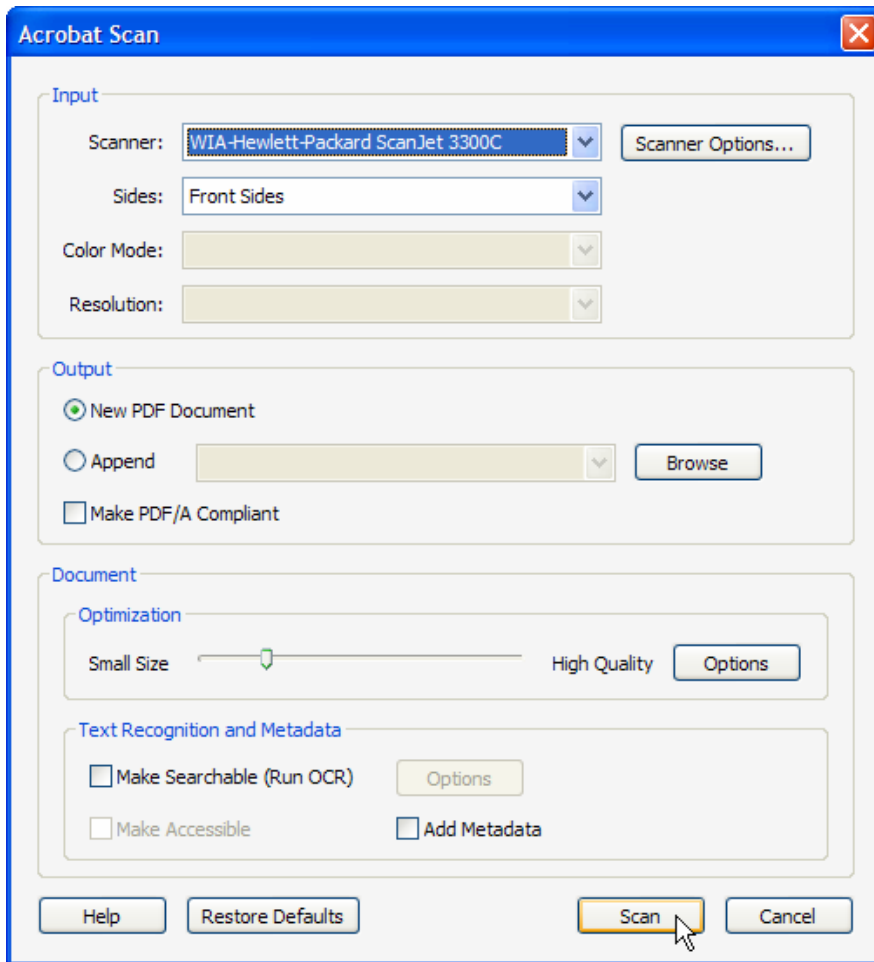 Acrobat Scan
Input
Scanner: WIA-Hewlett-Packard ScanJet 3300C Scanner Options...
Sides: Front Sides
Color Mode:
Resolution:
Output
New PDF Document
Append Browse
Make PDF/A Compliant
Document
Optimization
Small Size High Quality Options
Text Recognition and Metadata
Make Searchable (Run OCR) Options
Make Accessible Add Metadata
Help Restore Defaults Scan Cancel